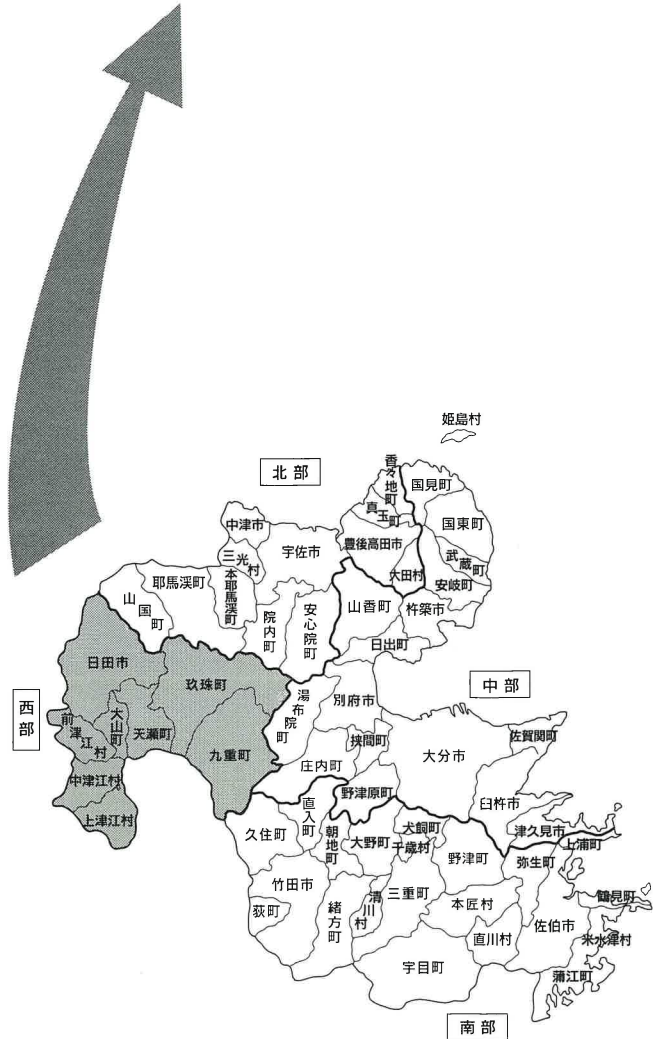 姫島村
北部
香々地町
国見町
真玉町
国東町
中津市
宇佐市
豊後高田市
武蔵町
三光村
大田村
安岐町
耶馬渓町
本耶馬渓町
山国町
院内町
安心院町
山香町
杵築市
日出町
日田市
玖珠町
中部
西部
湯布院町
別府市
前津江村
大山町
天瀬町
挾間町
大分市
佐賀関町
九重町
庄内町
中津江村
野津原町
臼杵市
上津江村
直入町
久住町
朝地町
大野町
犬飼町
千歳村
野津町
津久見市
上浦町
弥生町
竹田市
荻町
緒方町
清川村
三重町
本匠村
鶴見町
佐伯市
直川村
米水津村
宇目町
蒲江町
南部